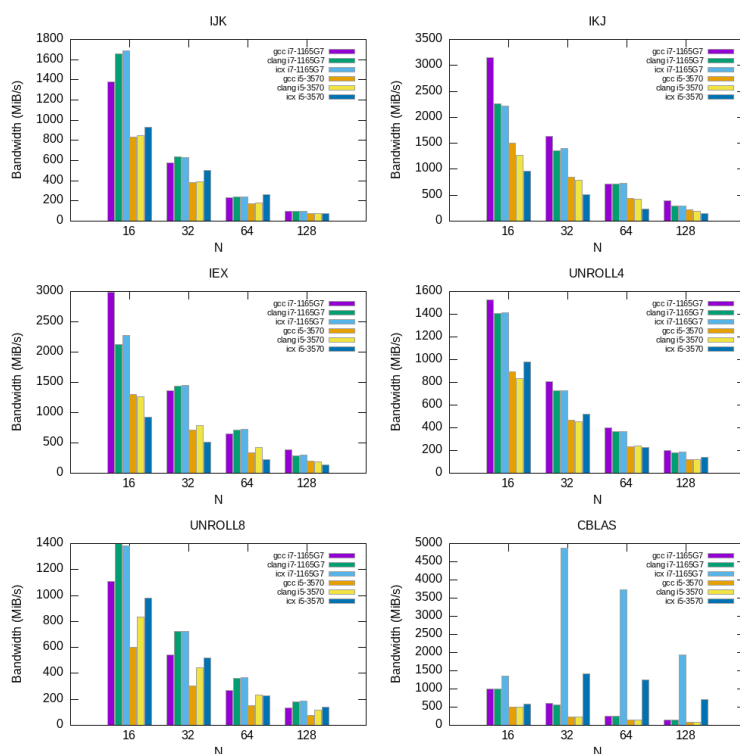 IJK
Bandwidth (MiB/s)
1800
1600
1400
1200
1000
800
600
400
200
0
gcc i7-1165G7
clang i7-1165G7
icx i7-1165G7
gcc i5-3570
clang i5-3570
icx i5-3570
16 32 64 128
N
IKJ
Bandwidth (MiB/s)
3500
3000
2500
2000
1500
1000
500
0
gcc i7-1165G7
clang i7-1165G7
icx i7-1165G7
gcc i5-3570
clang i5-3570
icx i5-3570
16 32 64 128
N
IEX
Bandwidth (MiB/s)
3000
2500
2000
1500
1000
500
0
gcc i7-1165G7
clang i7-1165G7
icx i7-1165G7
gcc i5-3570
clang i5-3570
icx i5-3570
16 32 64 128
N
UNROLL4
Bandwidth (MiB/s)
1600
1400
1200
1000
800
600
400
200
0
gcc i7-1165G7
clang i7-1165G7
icx i7-1165G7
gcc i5-3570
clang i5-3570
icx i5-3570
16 32 64 128
N
UNROLL8
Bandwidth (MiB/s)
1400
1200
1000
800
600
400
200
0
gcc i7-1165G7
clang i7-1165G7
icx i7-1165G7
gcc i5-3570
clang i5-3570
icx i5-3570
16 32 64 128
N
CBLAS
Bandwidth (MiB/s)
5000
4500
4000
3500
3000
2500
2000
1500
1000
500
0
gcc i7-1165G7
clang i7-1165G7
icx i7-1165G7
gcc i5-3570
clang i5-3570
icx i5-3570
16 32 64 128
N